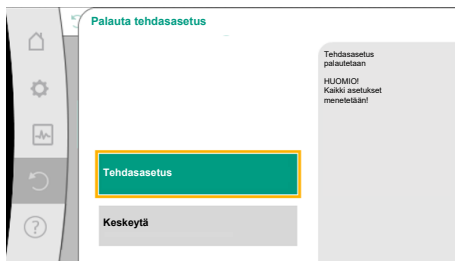 Palauta tehdasasetus
Tehdasasetus
palautetaan
HUOMIO!
Kaikki asetukset
menetetään!
Tehdasasetus
Keskeytä
?